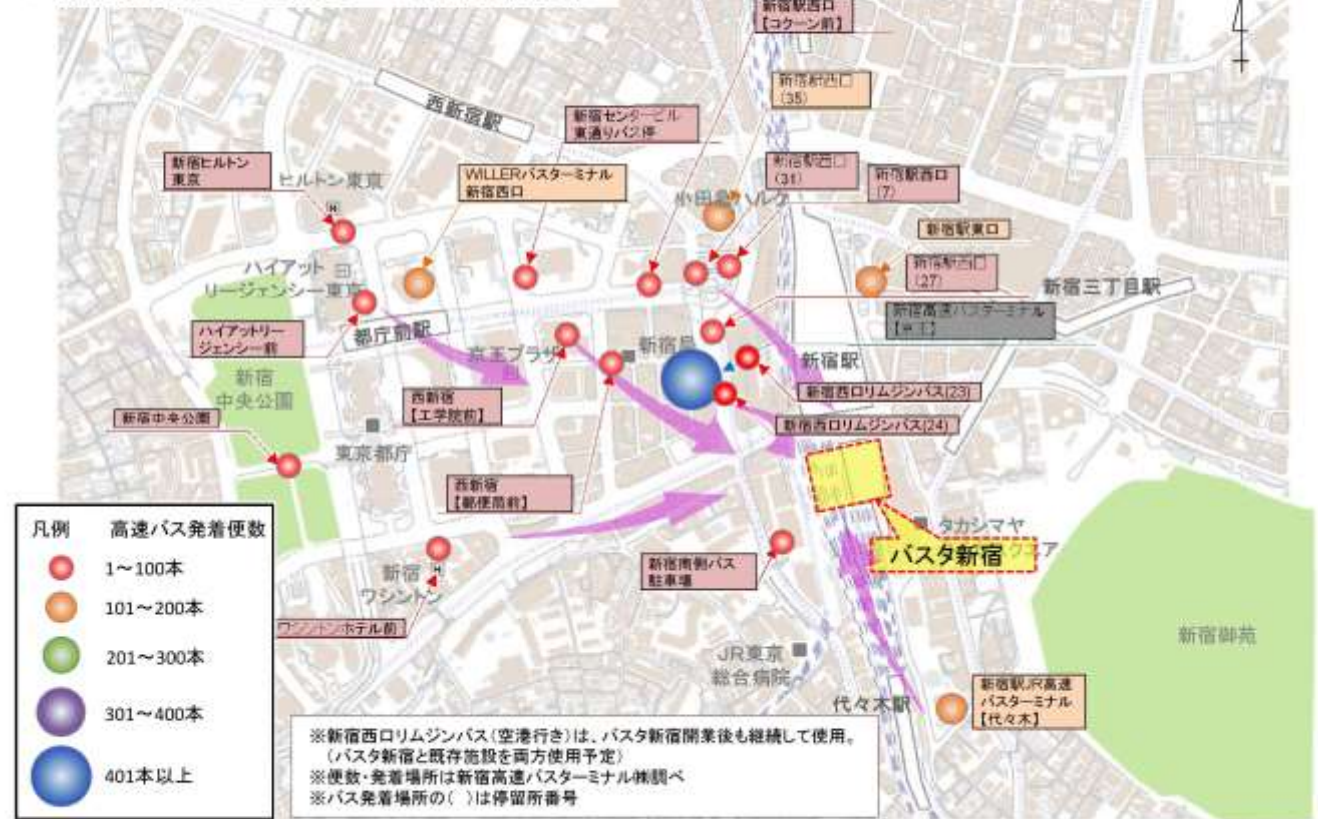 新宿駅西口
【コクーン前】
新宿駅西口
(35)
西新宿駅
新宿センタービル
東通りバス停
新宿ヒルトン
東京
ヒルトン東京
WILLERバスターミナル
新宿西口
新宿駅西口
(31)
新宿駅西口
(7)
小田急ハルク
新宿駅東口
ハイアット
リージェンシー東京
新宿駅西口
(27)
新宿三丁目駅
新宿高速バスターミナル
【京王】
ハイアットリー
ジェンシー前
都庁前駅
京王プラザ
新宿局
新宿駅
新宿
中央公園
西新宿
【工学院前】
新宿西口リムジンバス(23)
新宿中央公園
新宿西口リムジンバス(24)
東京都庁
西新宿
【郵便局前】
タカシマヤ
バスタ新宿
新宿南側バス
駐車場
新宿
ワシントン
ワシントンホテル前
JR東京
総合病院
新宿御苑
代々木駅
新宿駅JR高速
バスターミナル
【代々木】
凡例 高速バス発着便数
1～100本
101～200本
201～300本
301～400本
401本以上
※新宿西口リムジンバス(空港行き)は、バスタ新宿開業後も継続して使用。
(バスタ新宿と既存施設を両方使用予定)
※便数・発着場所は新宿高速バスターミナル㈱調べ
※バス発着場所の( )は停留所番号